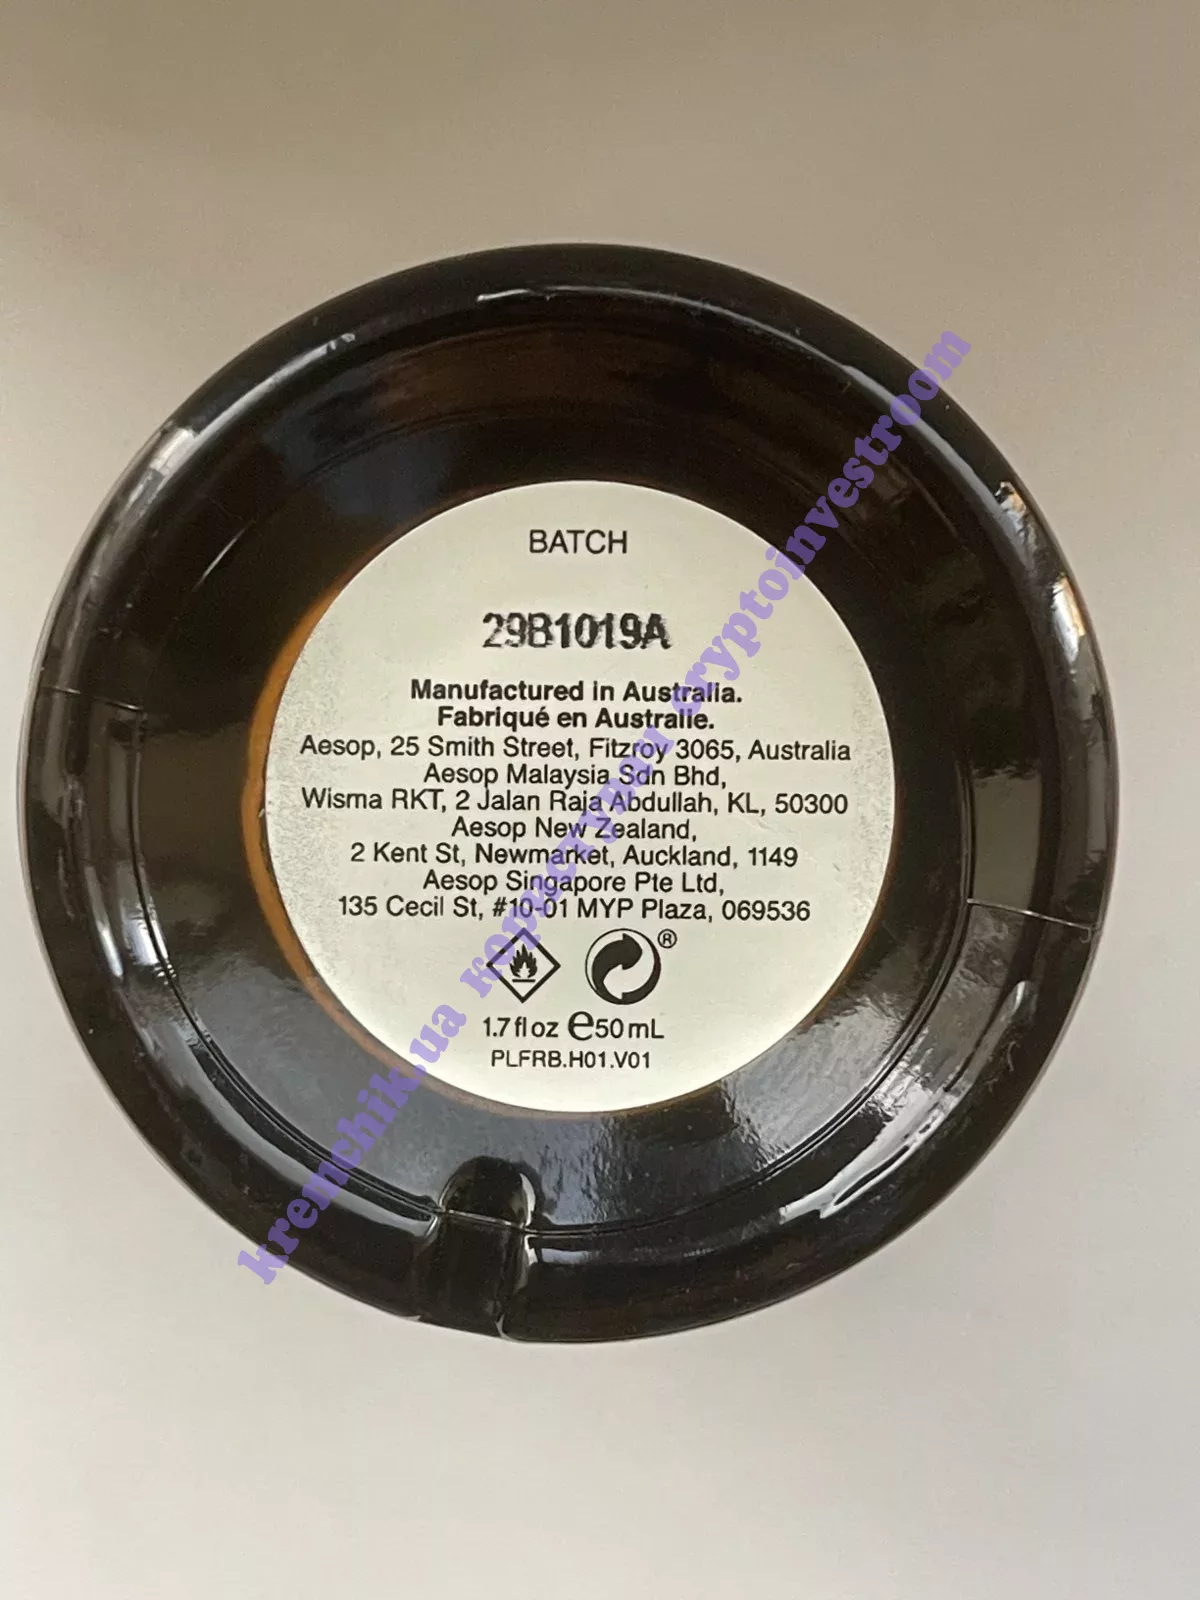 BATCH
29B1019A
Manufactured in Australia.
Fabriqué en Australie.
Aesop, 25 Smith Street, Fitzroy 3065, Australia
Aesop Malaysia Sdn Bhd,
Wisma RKT, 2 Jalan Raja Abdullah, KL, 50300
Aesop New Zealand,
2 Kent St, Newmarket, Auckland, 1149
Aesop Singapore Pte Ltd,
135 Cecil St, #10-01 MYP Plaza, 069536
®
1.7 fl oz e50 mL
PLFRB.H01.V01
kremchik.ua користувач cryptoinvestroom